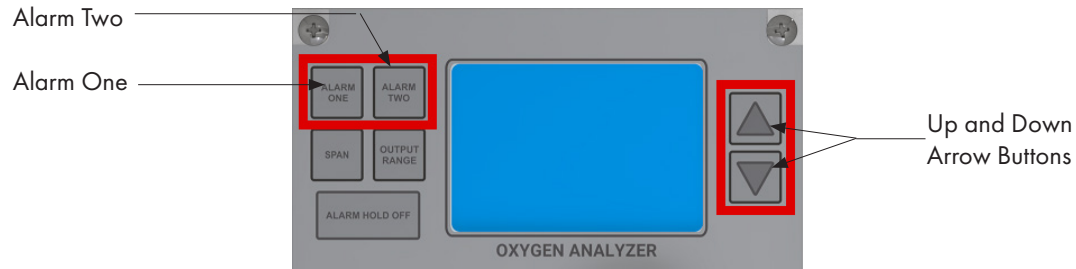 Alarm Two
Alarm One
ALARM
ONE
ALARM
TWO
SPAN
OUTPUT
RANGE
ALARM HOLD OFF
OXYGEN ANALYZER
Up and Down
Arrow Buttons